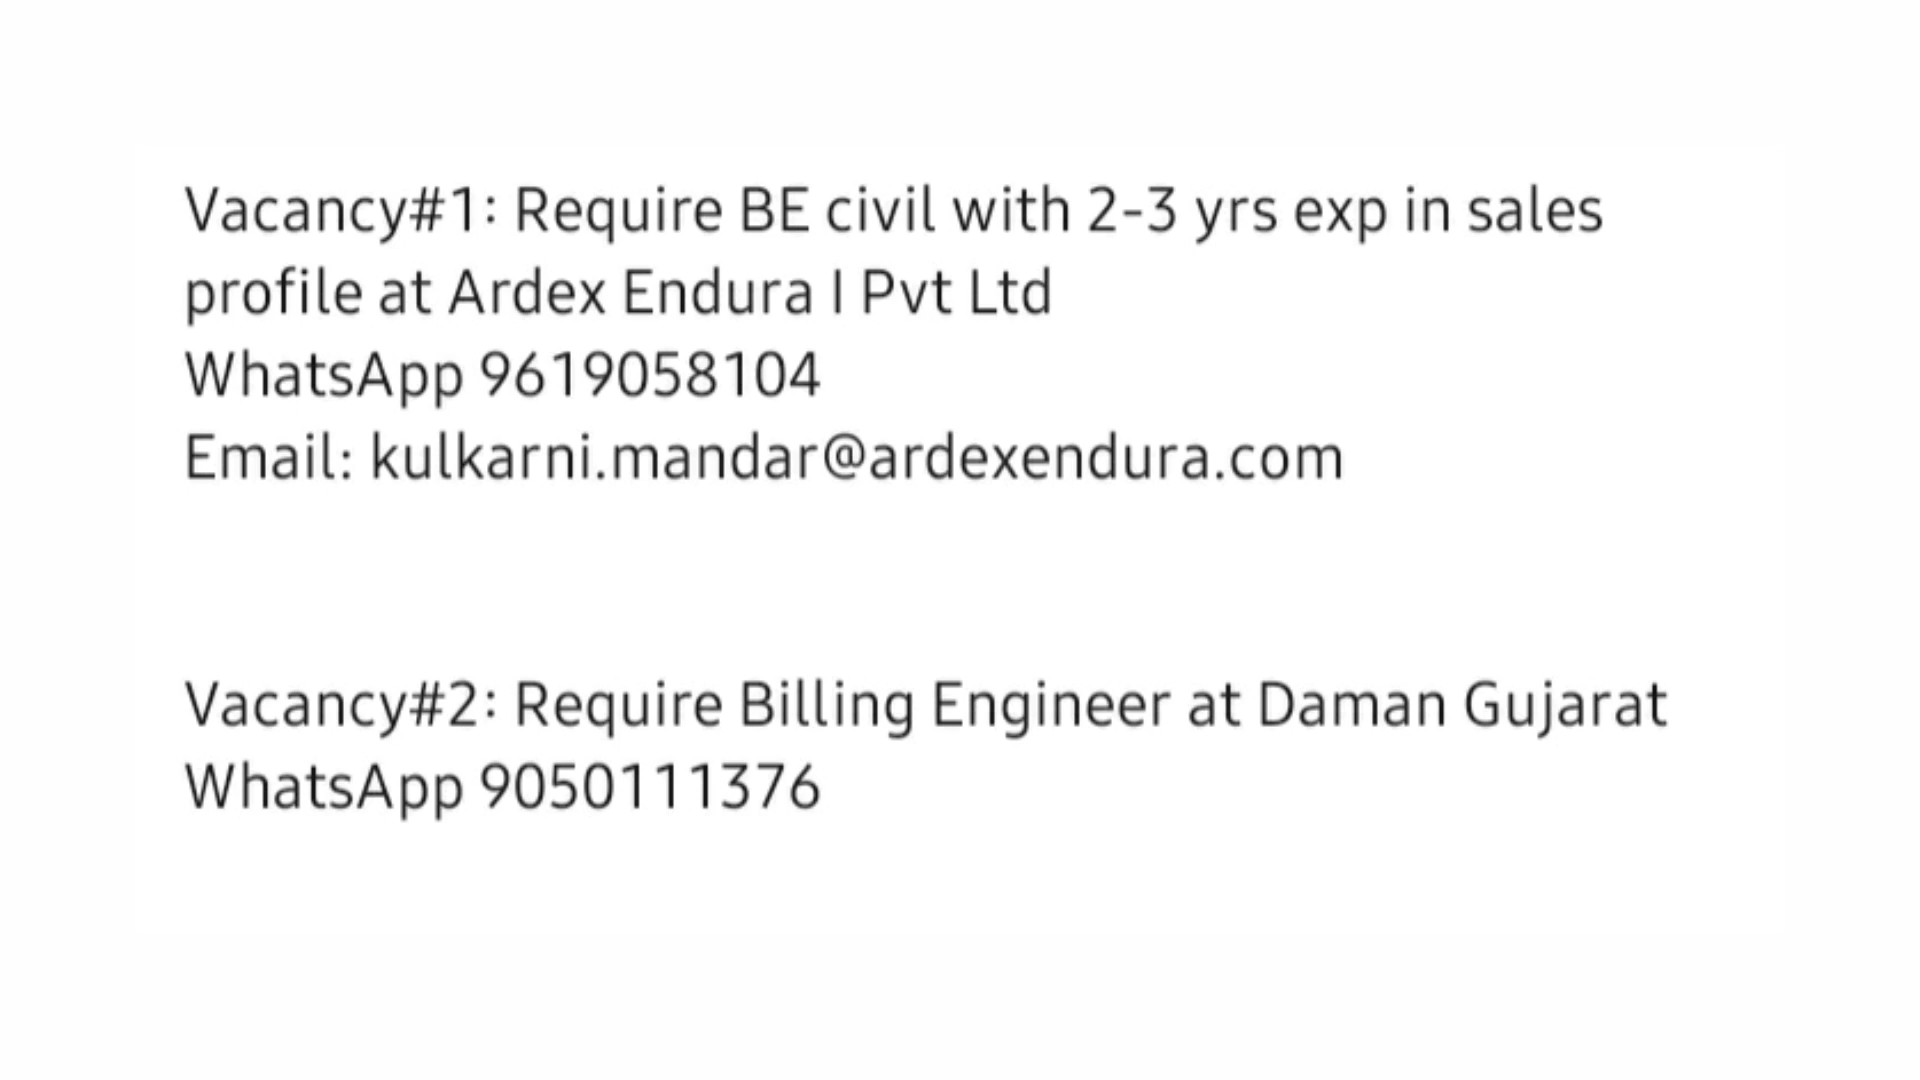 Vacancy#1: Require BE civil with 2-3 yrs exp in sales
profile at Ardex Endura I Pvt Ltd
WhatsApp 9619058104
Email: kulkarni.mandar@ardexendura.com
Vacancy#2: Require Billing Engineer at Daman Gujarat
WhatsApp 9050111376